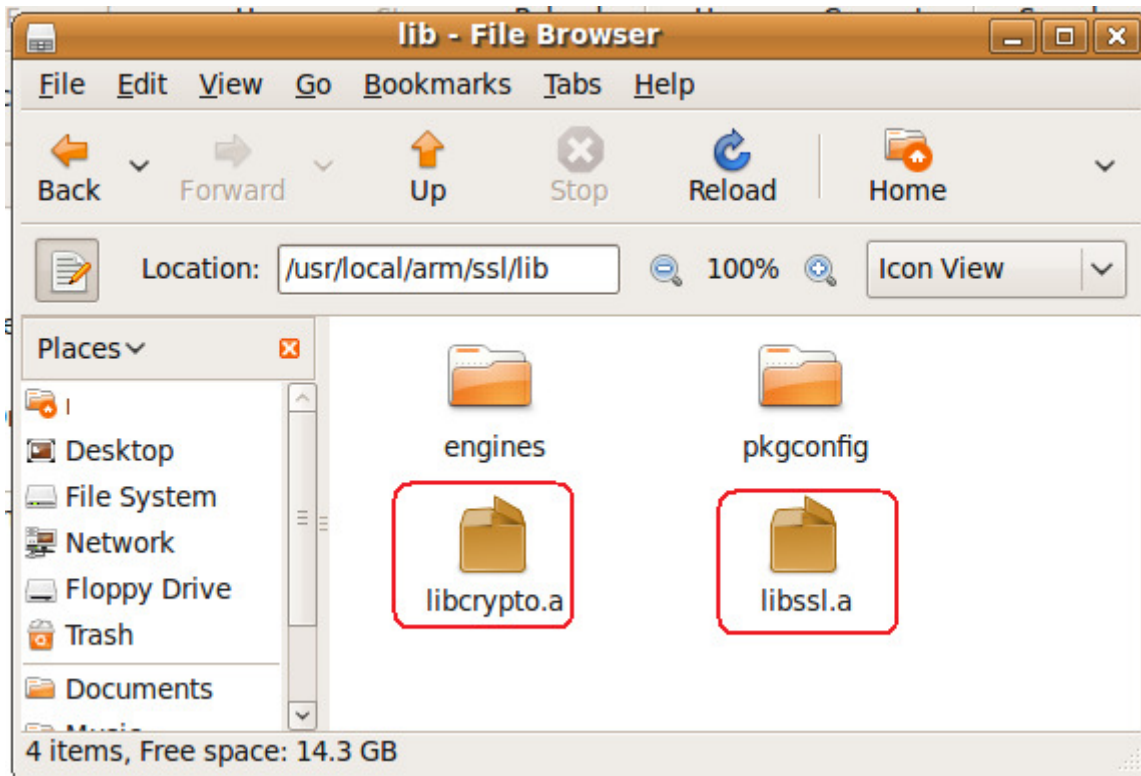 lib - File Browser
File Edit View Go Bookmarks Tabs Help
Back Forward Up Stop Reload Home
Location: /usr/local/arm/ssl/lib 100% Icon View
Places
engines pkgconfig
libcrypto.a libssl.a
l
Desktop
File System
Network
Floppy Drive
Trash
Documents
4 items, Free space: 14.3 GB